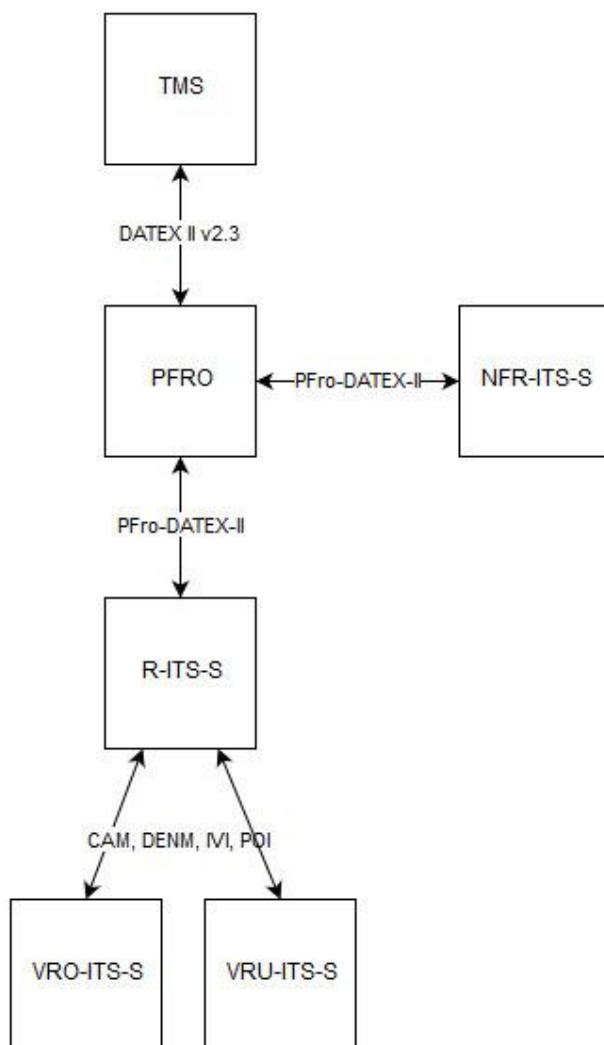 TMS
DATEX II v2.3
PFRO
PFro-DATEX-II
NFR-ITS-S
PFro-DATEX-II
R-ITS-S
CAM, DENM, IVI, POI
VRO-ITS-S
VRU-ITS-S